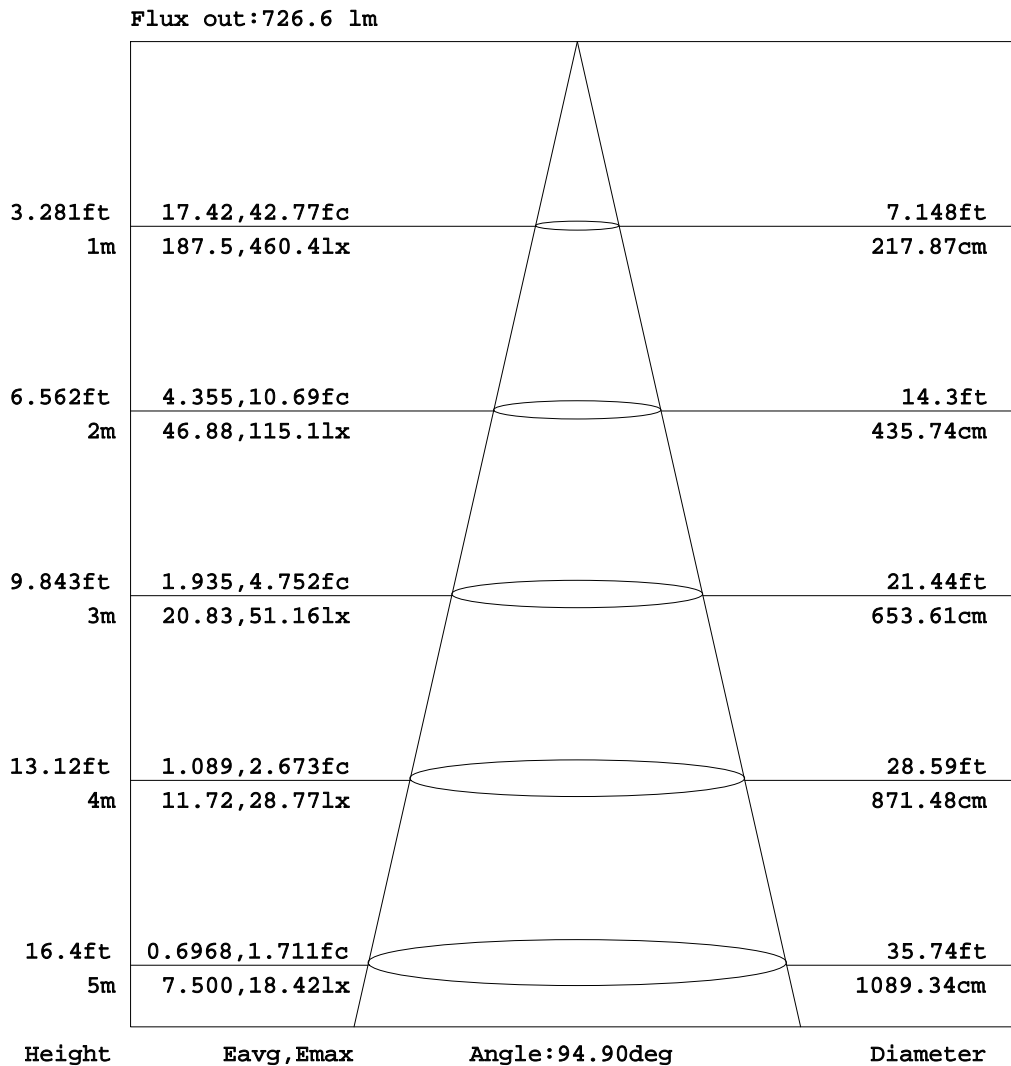 Flux out:726.6 lm
3.281ft 17.42,42.77fc 7.148ft
1m 187.5,460.4lx 217.87cm
6.562ft 4.355,10.69fc 14.3ft
2m 46.88,115.1lx 435.74cm
9.843ft 1.935,4.752fc 21.44ft
3m 20.83,51.16lx 653.61cm
13.12ft 1.089,2.673fc 28.59ft
4m 11.72,28.77lx 871.48cm
16.4ft 0.6968,1.711fc 35.74ft
5m 7.500,18.42lx 1089.34cm
Height Eavg,Emax Angle:94.90deg Diameter